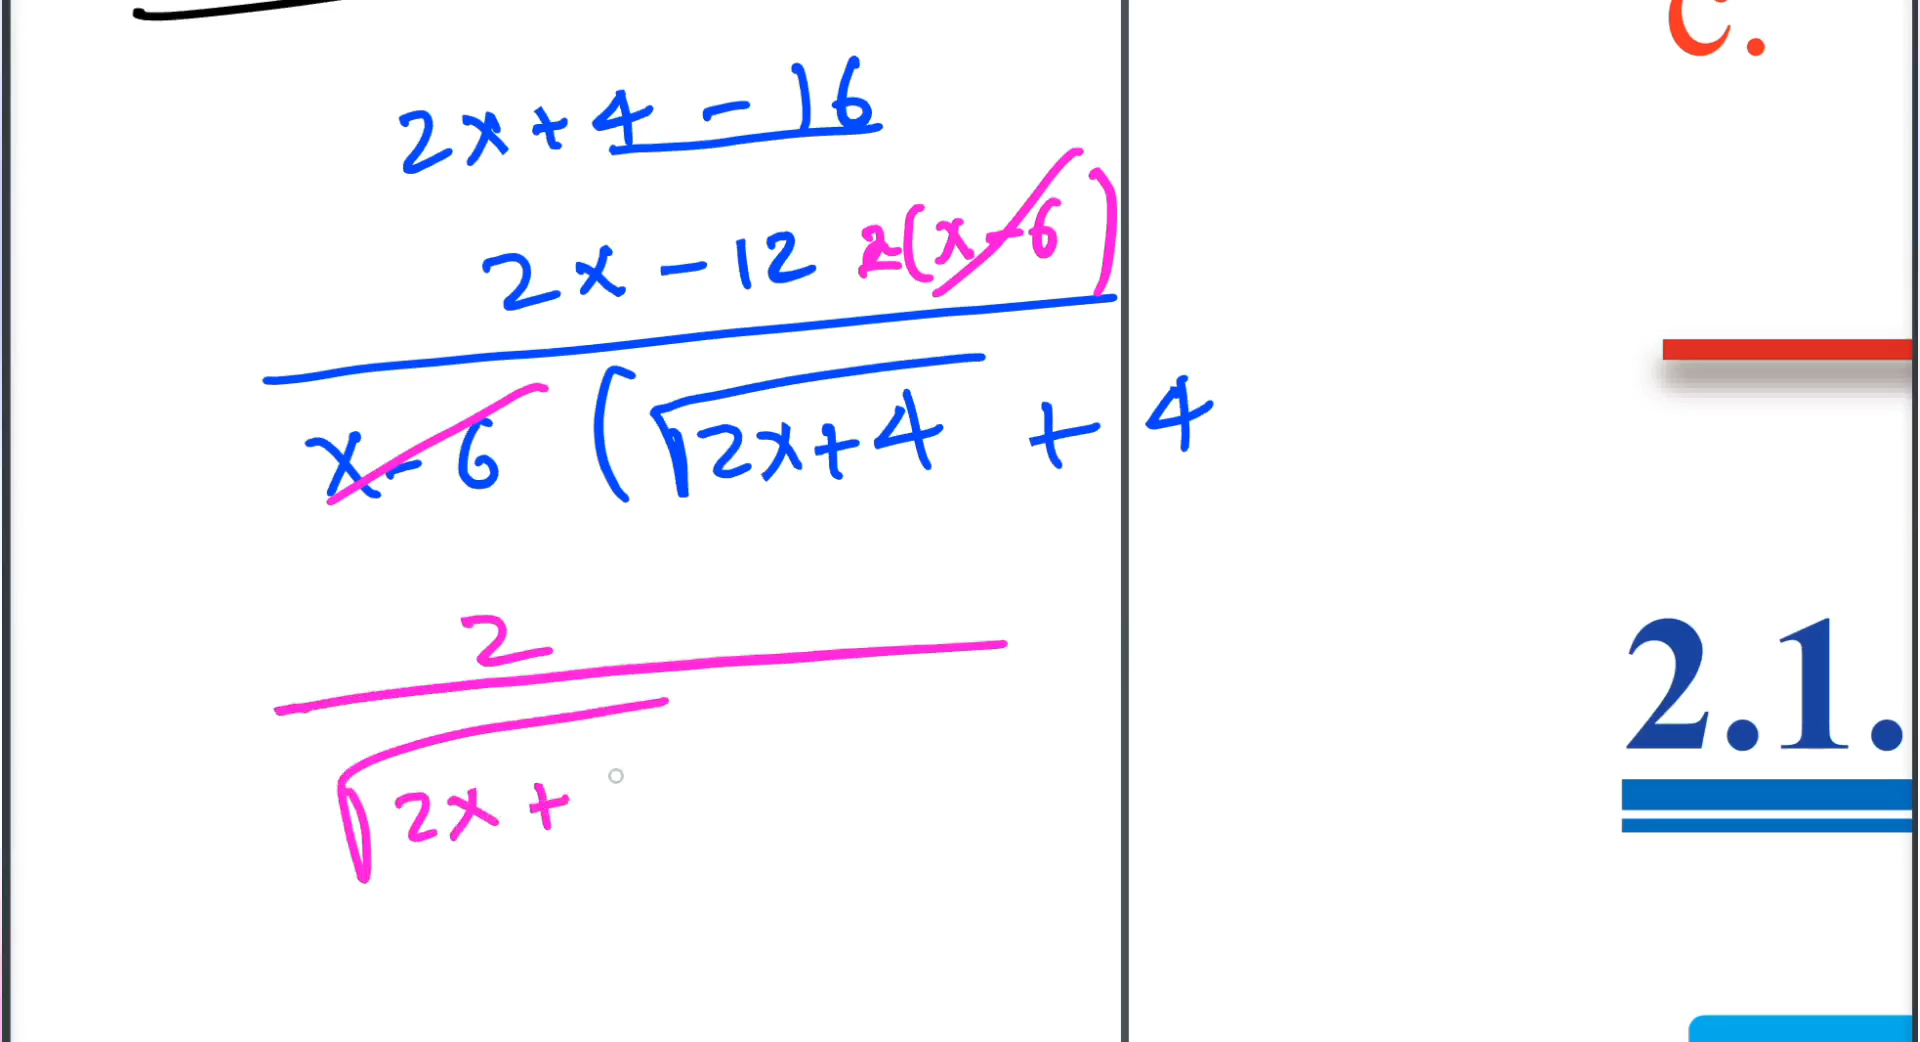 2x + 4 - 16
2x - 12 2(x-6)
x - 6 (√2x+4 + 4
2
√2x +
c.
2.1.